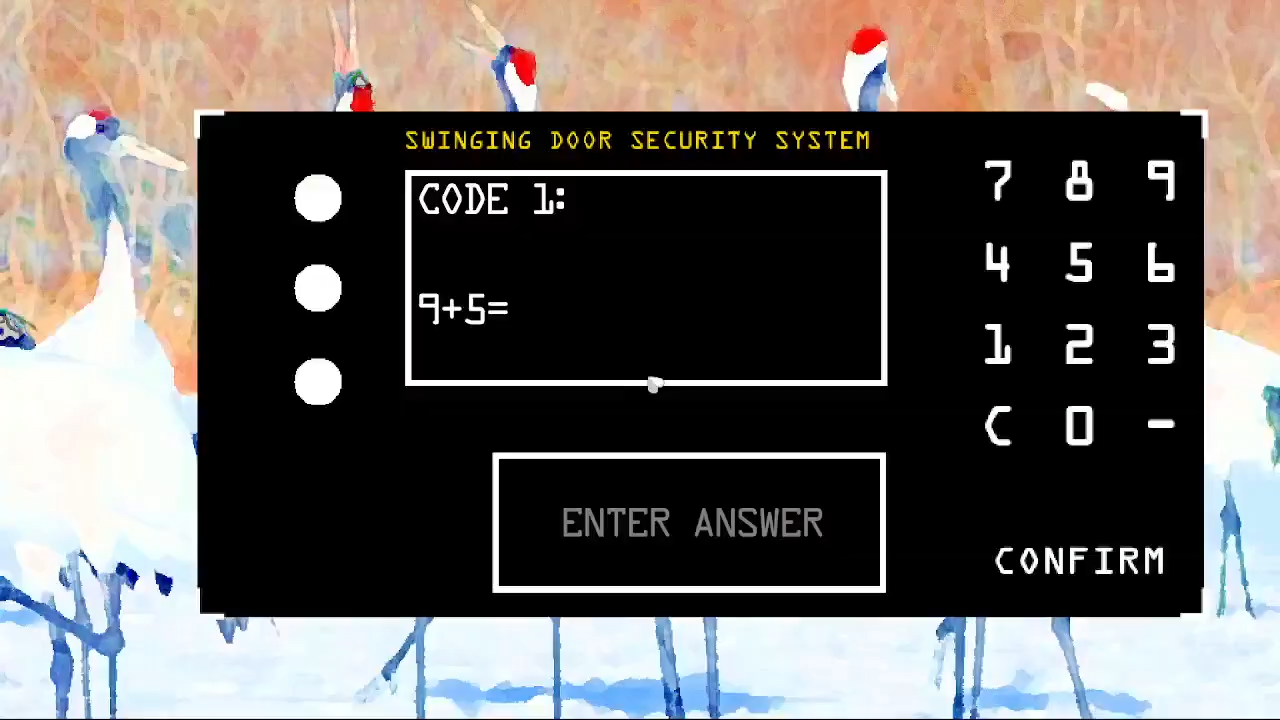 SWINGING DOOR SECURITY SYSTEM
CODE 1:
9+5=
7 8 9
4 5 6
1 2 3
C 0 -
ENTER ANSWER
CONFIRM